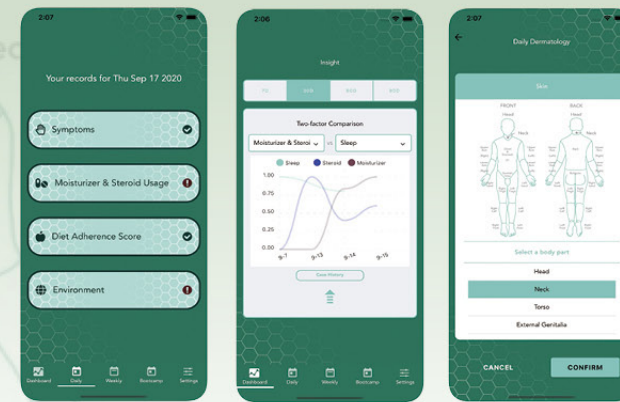 2:07
Your records for Thu Sep 17 2020
Symptoms
Moisturizer & Steroid Usage
Diet Adherence Score
Environment
Dashboard Daily Weekly Bootcamp Settings
2:06
Insight
Two-factor Comparison
Moisturizer & Steroi vs Sleep
Sleep Steroid Moisturizer
1.00
0.75
0.50
0.25
0.00
9-7 9-13 9-14 9-15
Dashboard Daily Weekly Bootcamp Settings
2:07
Daily Dermatology
Skin
FRONT BACK
Head Head
Neck Neck
Select a body part
Head
Neck
Torso
External Genitalia
CANCEL CONFIRM